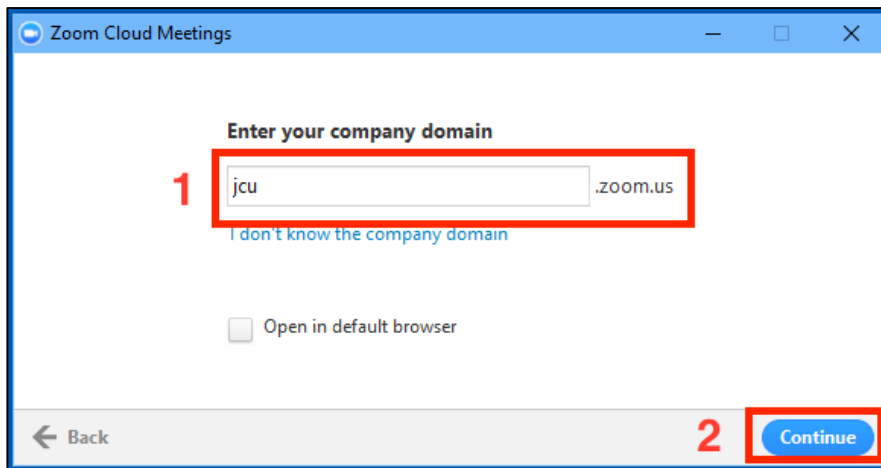 Zoom Cloud Meetings
Enter your company domain
1
jcu .zoom.us
I don't know the company domain
Open in default browser
Back
2
Continue